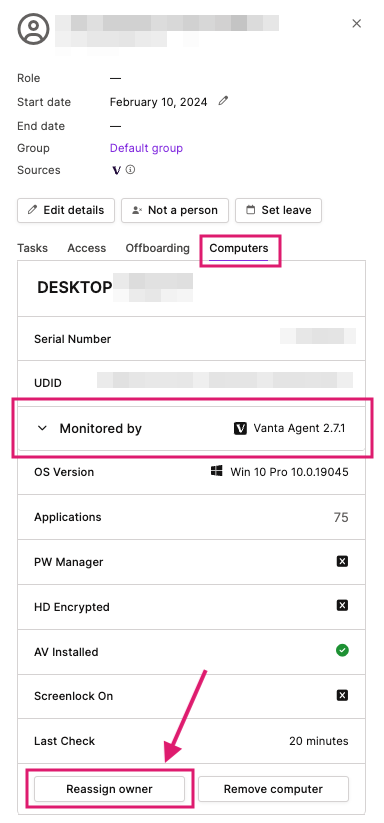 Role —
Start date February 10, 2024
End date —
Group Default group
Sources V
Edit details Not a person Set leave
Tasks Access Offboarding Computers
DESKTOP
Serial Number
UDID
Monitored by V Vanta Agent 2.7.1
OS Version Win 10 Pro 10.0.19045
Applications 75
PW Manager
HD Encrypted
AV Installed
Screenlock On
Last Check 20 minutes
Reassign owner Remove computer